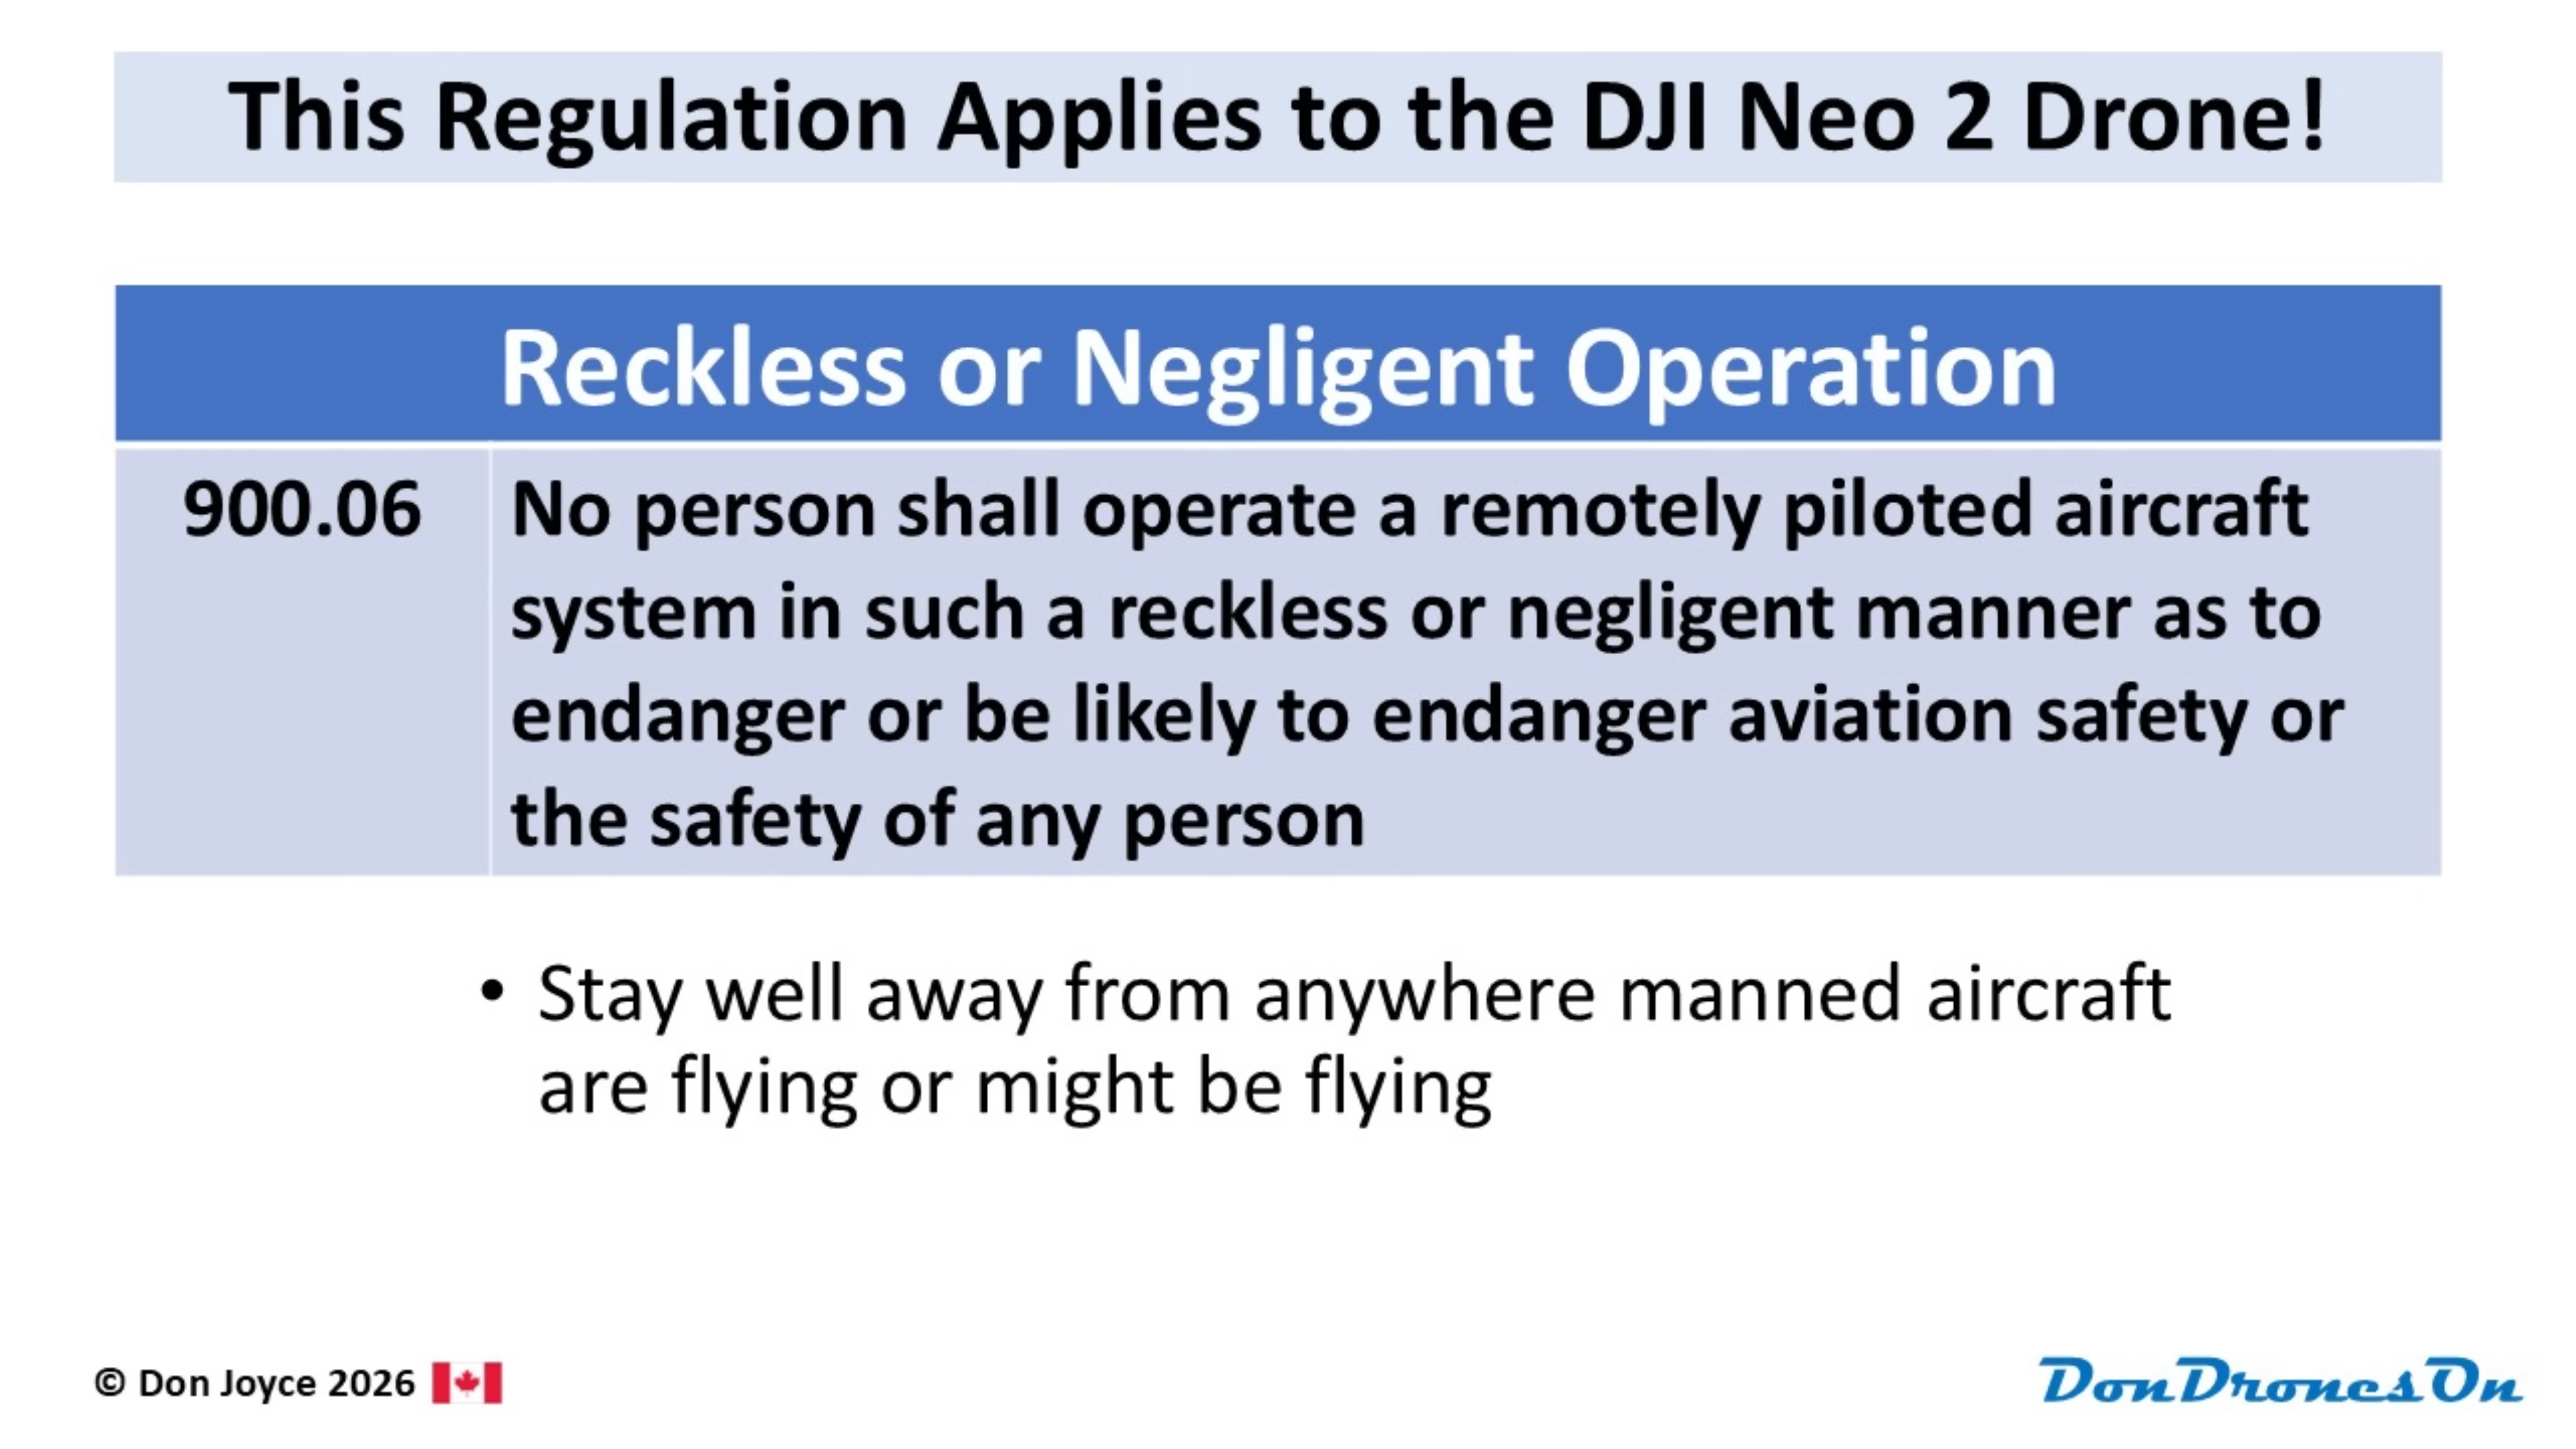 This Regulation Applies to the DJI Neo 2 Drone!
Reckless or Negligent Operation
900.06
No person shall operate a remotely piloted aircraft
system in such a reckless or negligent manner as to
endanger or be likely to endanger aviation safety or
the safety of any person
• Stay well away from anywhere manned aircraft
are flying or might be flying
© Don Joyce 2026
DonDronesOn